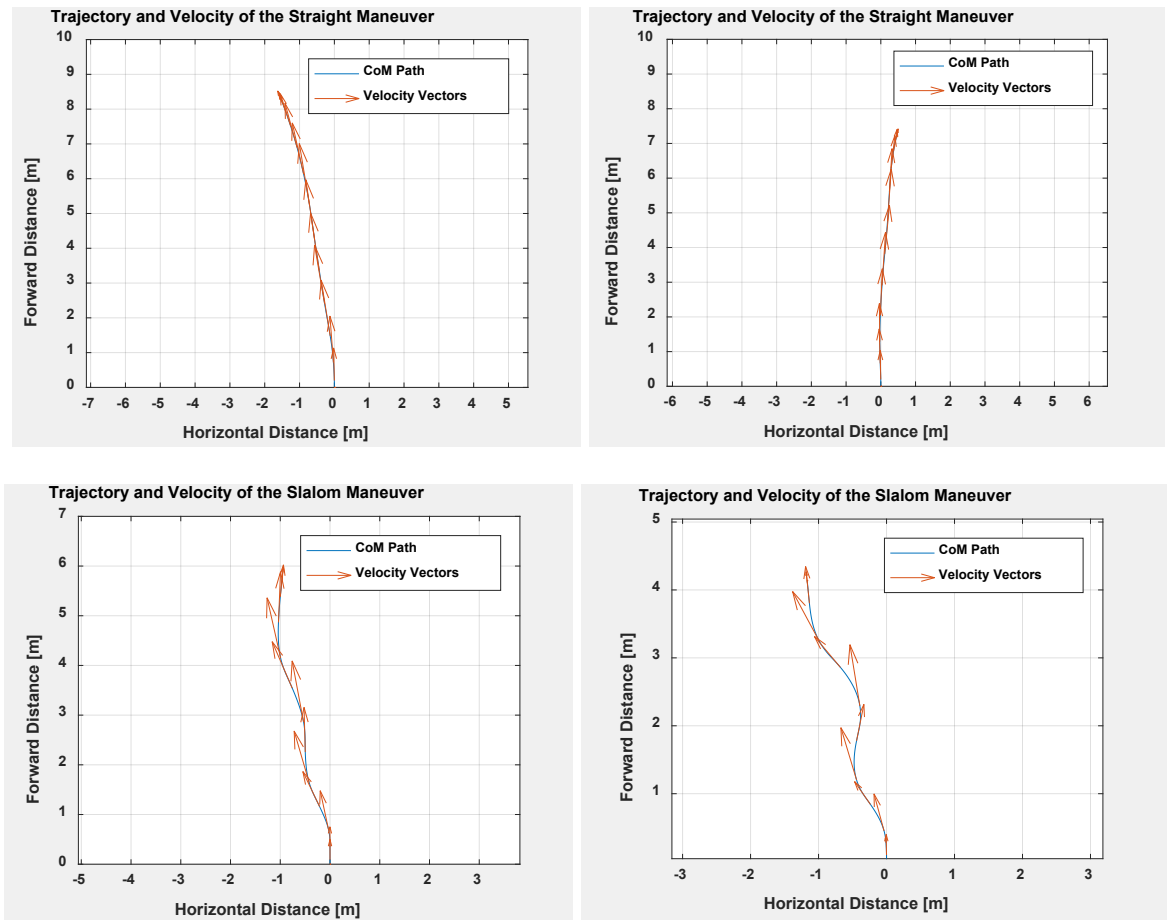 Trajectory and Velocity of the Straight Maneuver
10
9
8
7
6
5
4
3
2
1
0
-7 -6 -5 -4 -3 -2 -1 0 1 2 3 4 5
Forward Distance [m]
Horizontal Distance [m]
CoM Path
Velocity Vectors
Trajectory and Velocity of the Straight Maneuver
10
9
8
7
6
5
4
3
2
1
0
-6 -5 -4 -3 -2 -1 0 1 2 3 4 5 6
Forward Distance [m]
Horizontal Distance [m]
CoM Path
Velocity Vectors
Trajectory and Velocity of the Slalom Maneuver
7
6
5
4
3
2
1
0
-5 -4 -3 -2 -1 0 1 2 3
Forward Distance [m]
Horizontal Distance [m]
CoM Path
Velocity Vectors
Trajectory and Velocity of the Slalom Maneuver
5
4
3
2
1
-3 -2 -1 0 1 2 3
Forward Distance [m]
Horizontal Distance [m]
CoM Path
Velocity Vectors